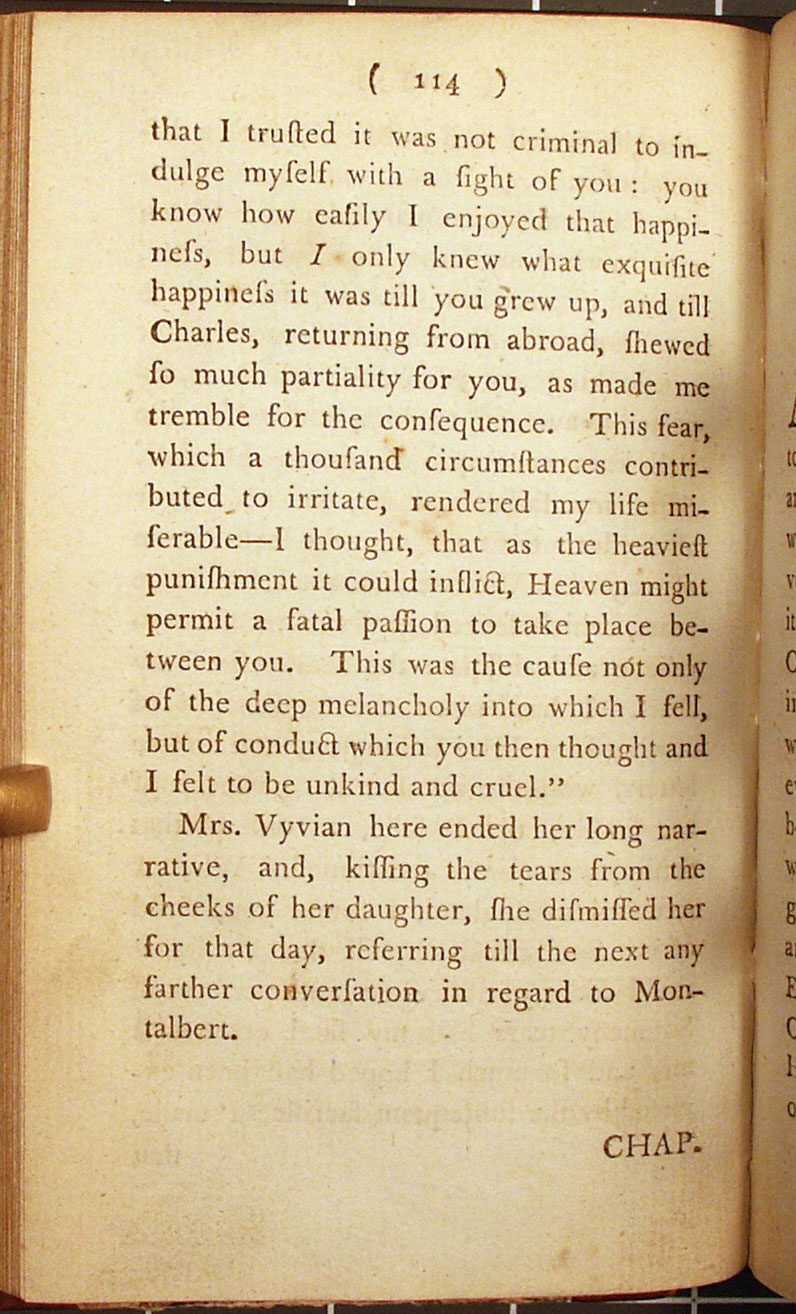 ( 114 )
that I truſted it was not criminal to in-
dulge myſelf with a ſight of you : you
know how eaſily I enjoyed that happi-
neſs, but I only knew what exquiſite
happineſs it was till you grew up, and till
Charles, returning from abroad, ſhewed
ſo much partiality for you, as made me
tremble for the conſequence. This fear,
which a thouſand circumſtances contri-
buted to irritate, rendered my life mi-
ſerable—I thought, that as the heavieſt
puniſhment it could inflict, Heaven might
permit a fatal paſſion to take place be-
tween you. This was the cauſe not only
of the deep melancholy into which I fell,
but of conduct which you then thought and
I felt to be unkind and cruel.”
Mrs. Vyvian here ended her long nar-
rative, and, kiſſing the tears from the
cheeks of her daughter, ſhe diſmiſſed her
for that day, referring till the next any
farther converſation in regard to Mon-
talbert.
CHAP.